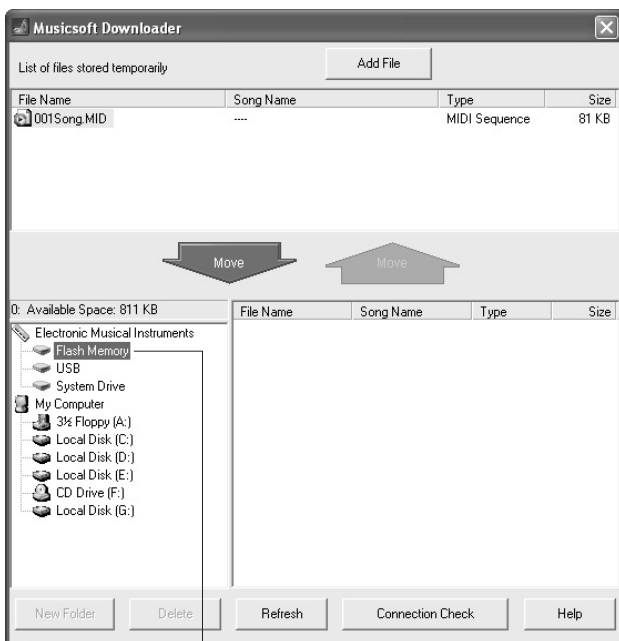 Musicsoft Downloader
List of files stored temporarily
Add File
File Name Song Name Type Size
001Song.MID ---- MIDI Sequence 81 KB
Move Move
0: Available Space: 811 KB
File Name Song Name Type Size
Electronic Musical Instruments
Flash Memory
USB
System Drive
My Computer
3½ Floppy (A:)
Local Disk (C:)
Local Disk (D:)
Local Disk (E:)
CD Drive (F:)
Local Disk (G:)
New Folder Delete Refresh Connection Check Help